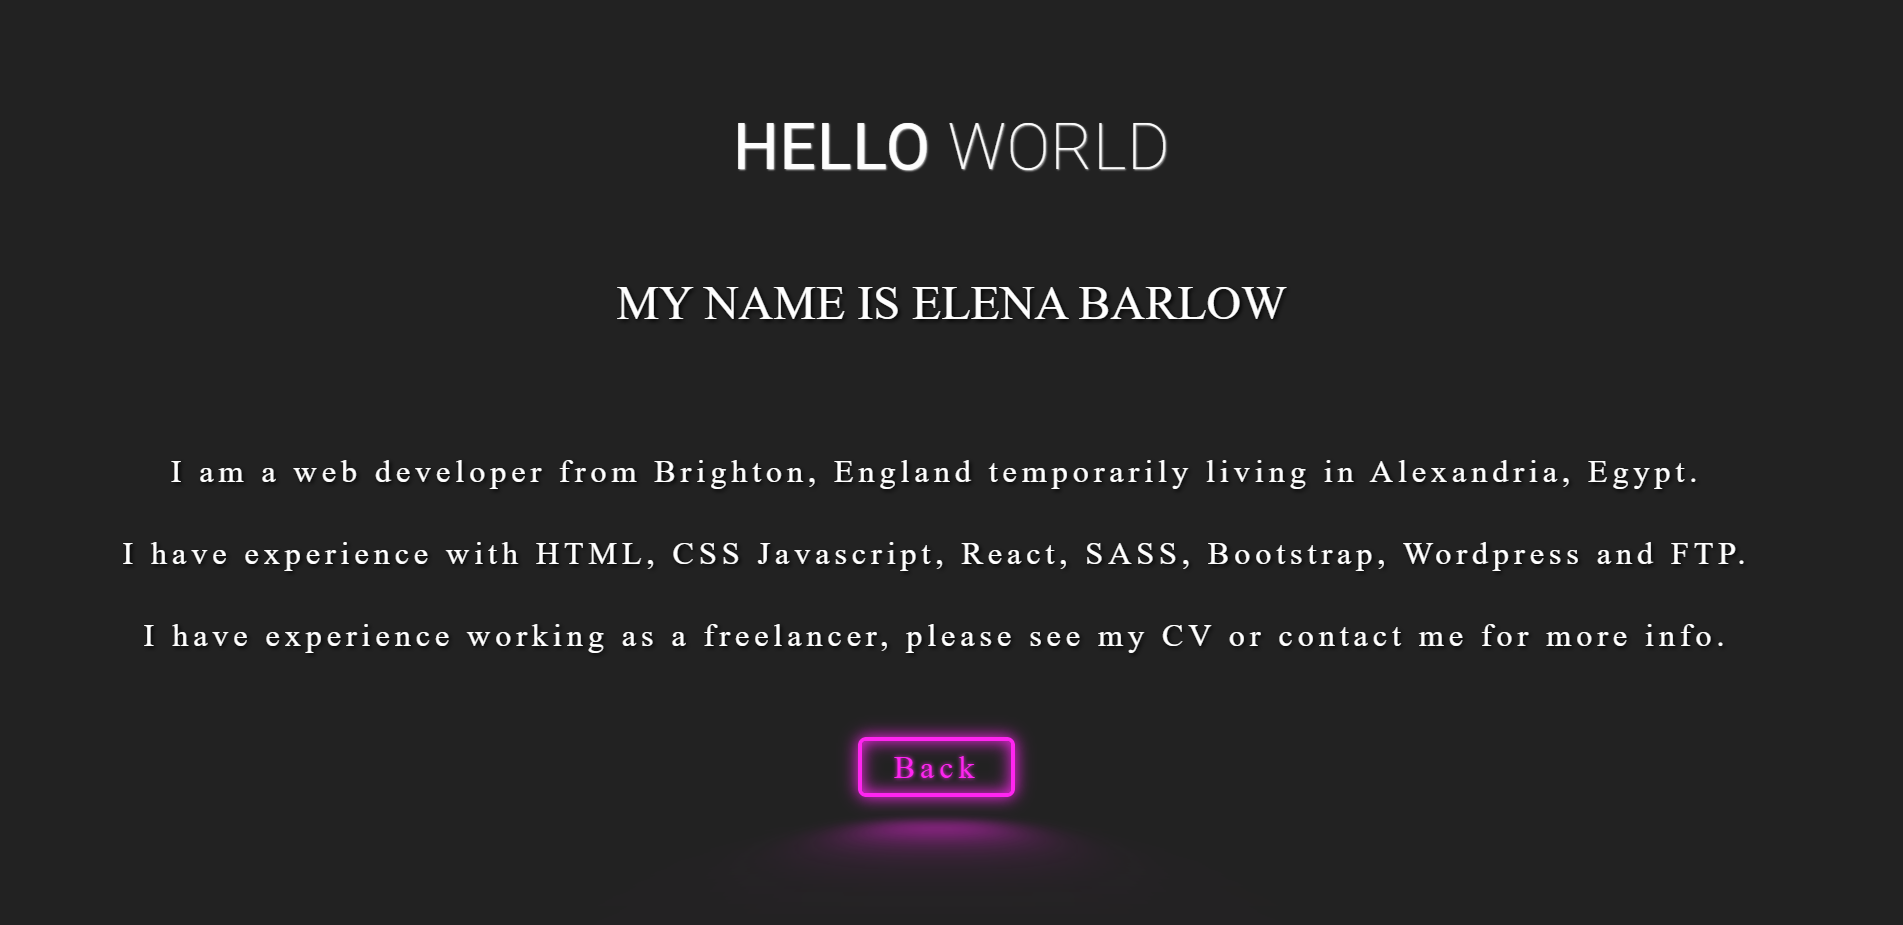 HELLO WORLD
MY NAME IS ELENA BARLOW
I am a web developer from Brighton, England temporarily living in Alexandria, Egypt.
I have experience with HTML, CSS Javascript, React, SASS, Bootstrap, Wordpress and FTP.
I have experience working as a freelancer, please see my CV or contact me for more info.
Back